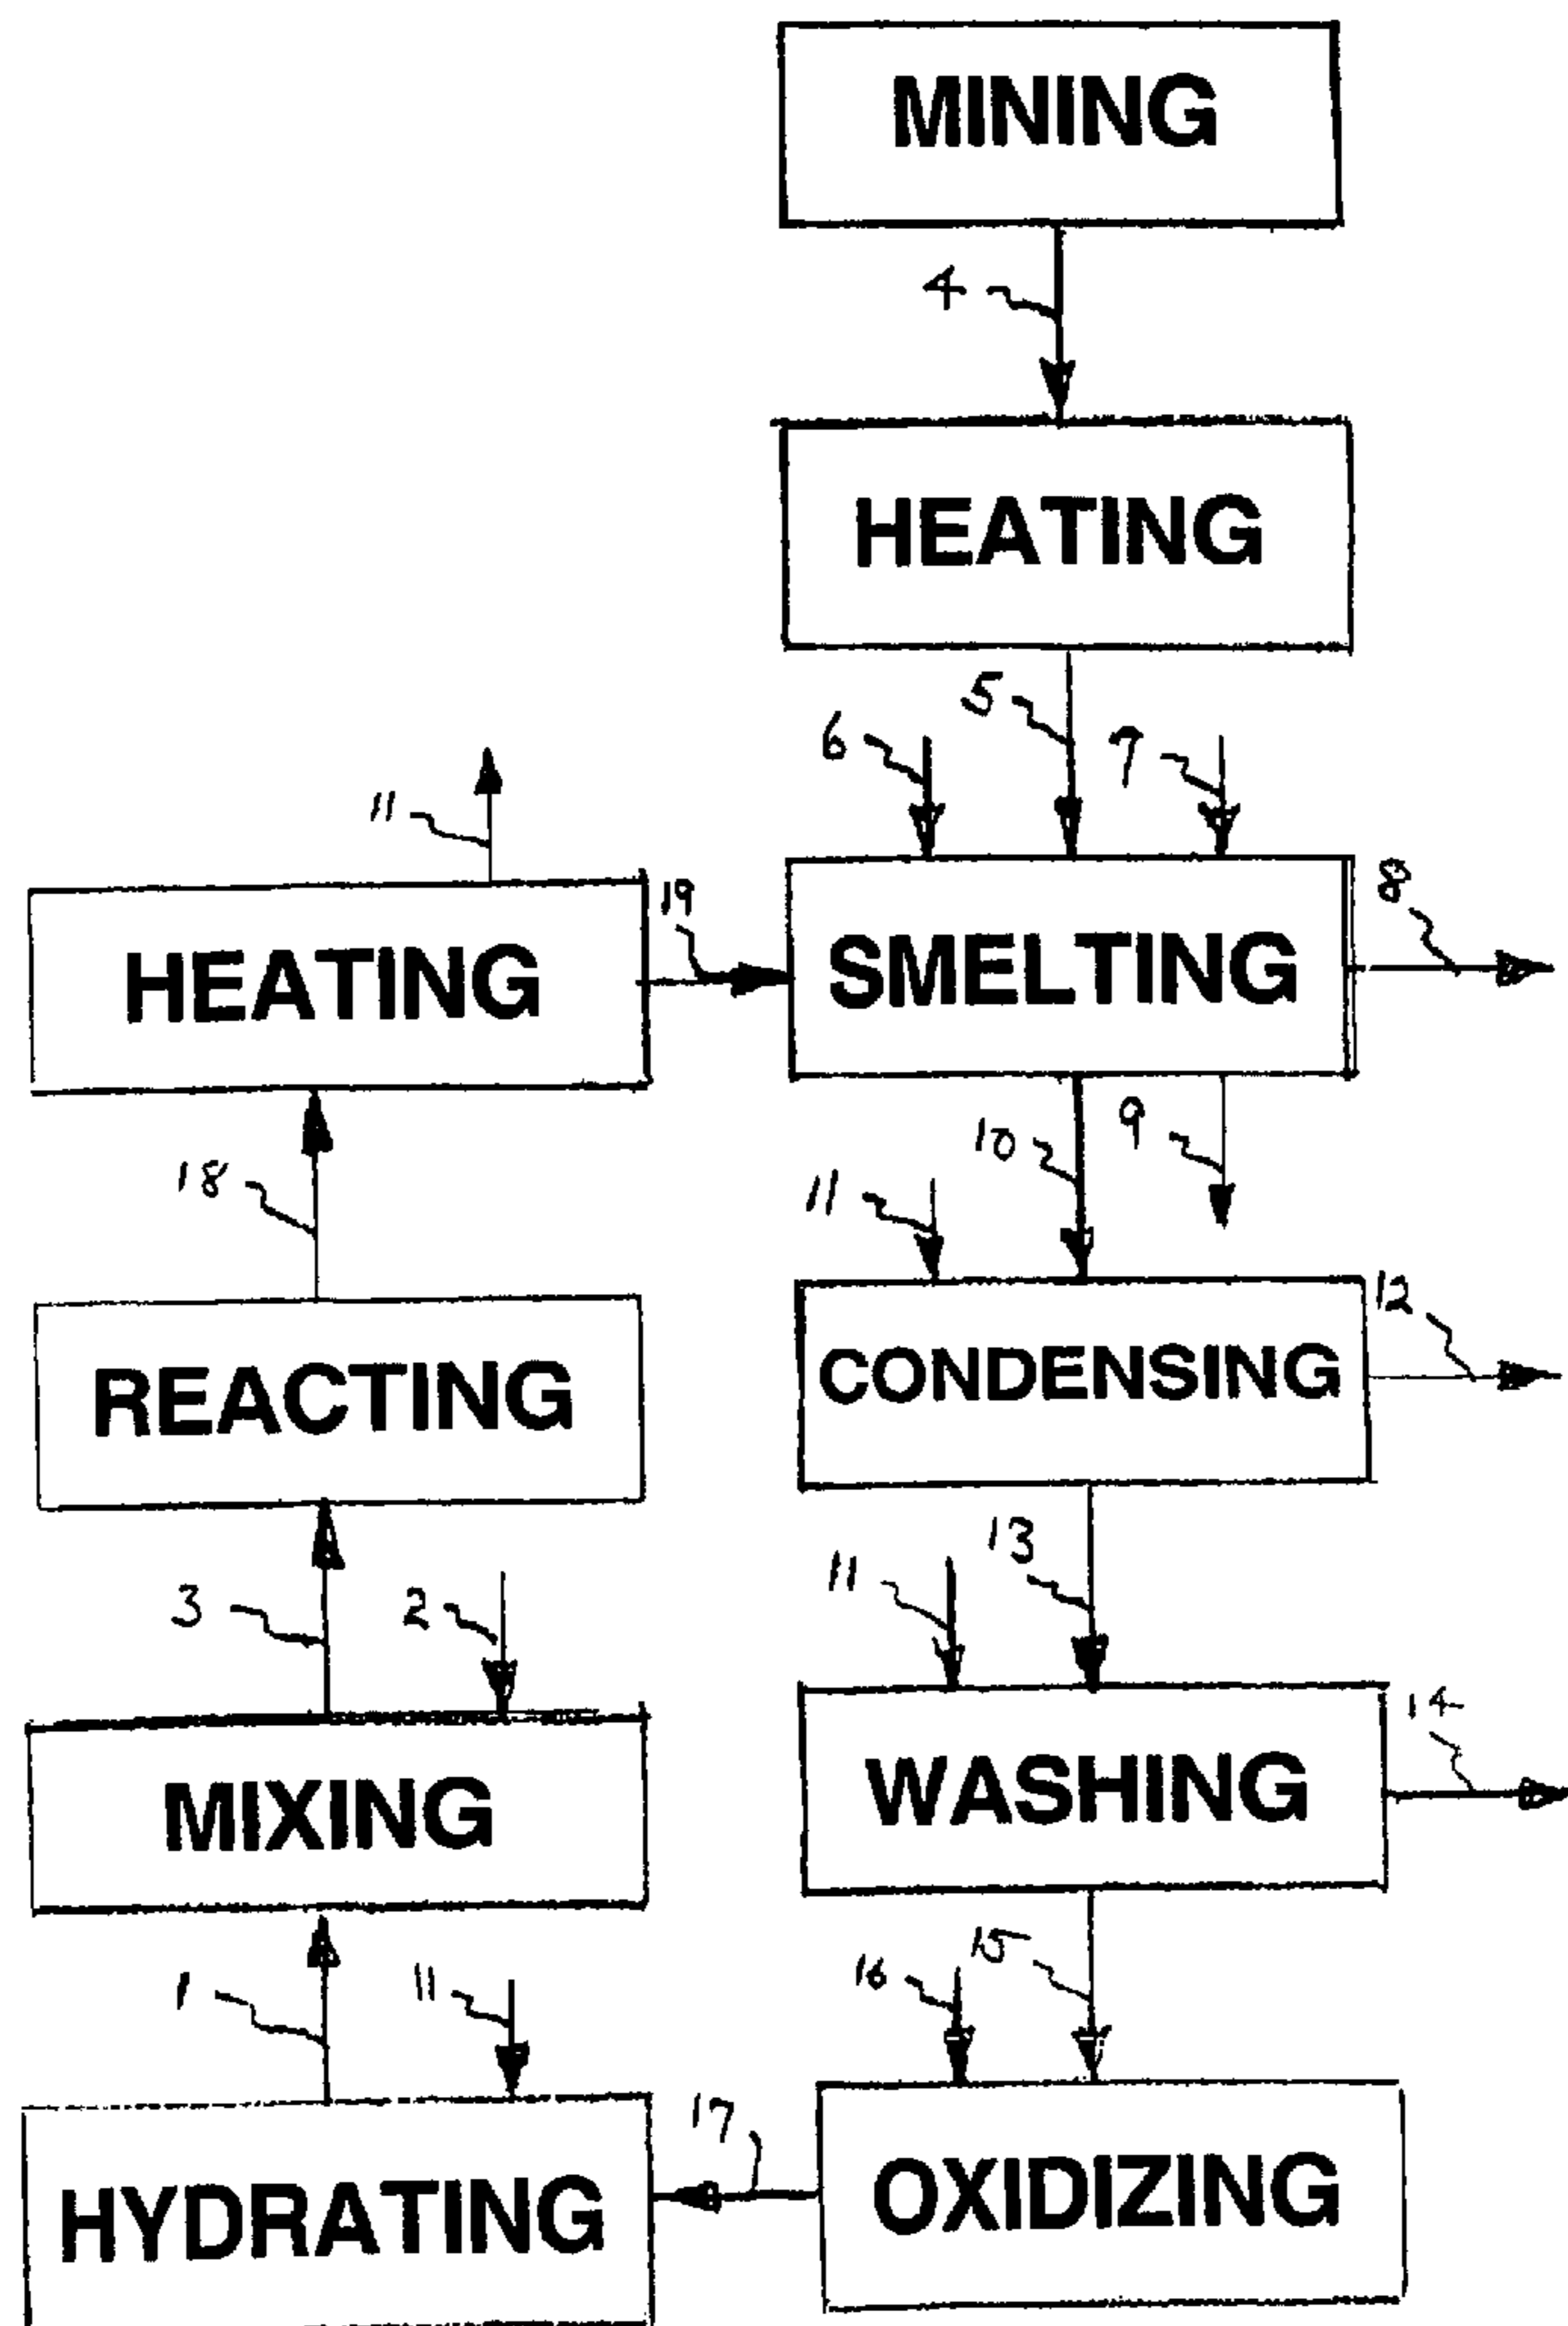 MINING
4
HEATING
5
6
7
11
HEATING
19
SMELTING
8
10
9
18
11
12
REACTING
CONDENSING
13
11
3
2
14
MIXING
WASHING
15
16
1
11
17
HYDRATING
OXIDIZING